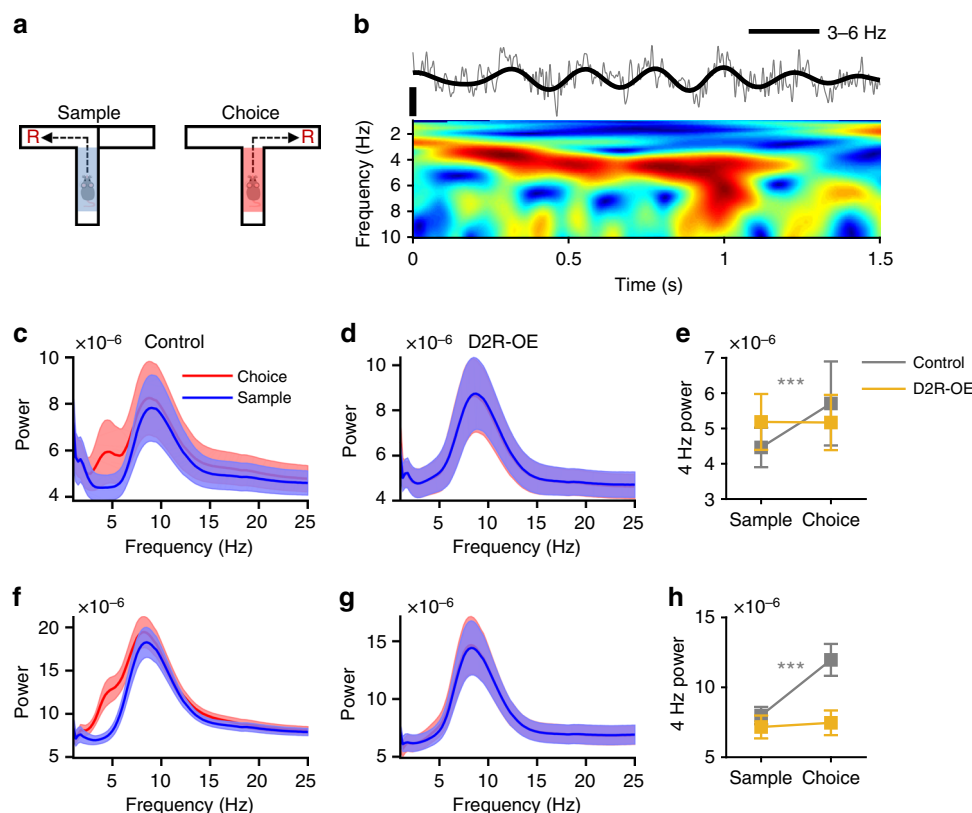 a
Sample
Choice
R
R
b
3–6 Hz
Frequency (Hz)
2
4
6
8
10
0
0.5
1
1.5
Time (s)
c
×10⁻⁶
Control
Power
10
8
6
4
Choice
Sample
5
10
15
20
25
Frequency (Hz)
d
×10⁻⁶
D2R-OE
Power
10
8
6
4
5
10
15
20
25
Frequency (Hz)
e
×10⁻⁶
4 Hz power
7
6
5
4
3
***
Control
D2R-OE
Sample
Choice
f
×10⁻⁶
Power
20
15
10
5
5
10
15
20
25
Frequency (Hz)
g
×10⁻⁶
Power
15
10
5
5
10
15
20
25
Frequency (Hz)
h
×10⁻⁶
4 Hz power
15
10
5
***
Sample
Choice